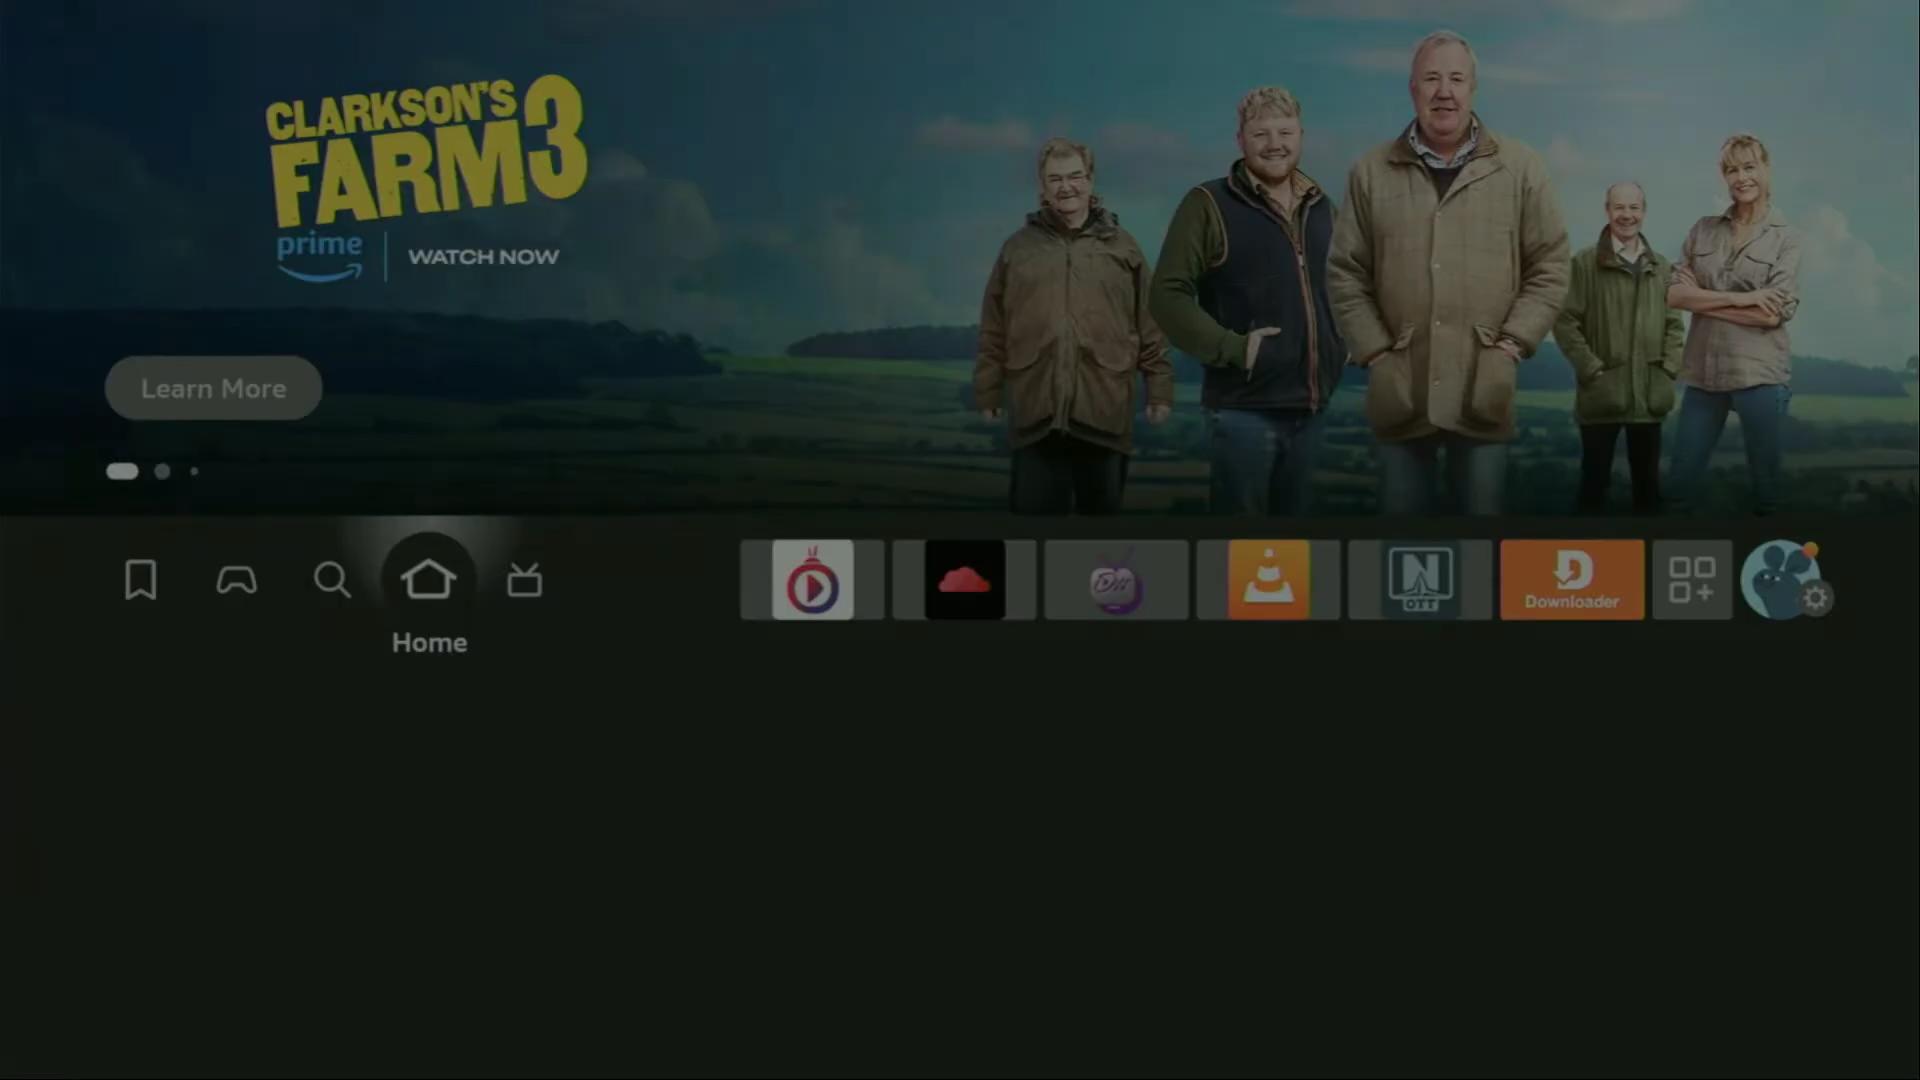 CLARKSON'S
FARM3
prime
WATCH NOW
Learn More
Home
N
OTT
D
Downloader